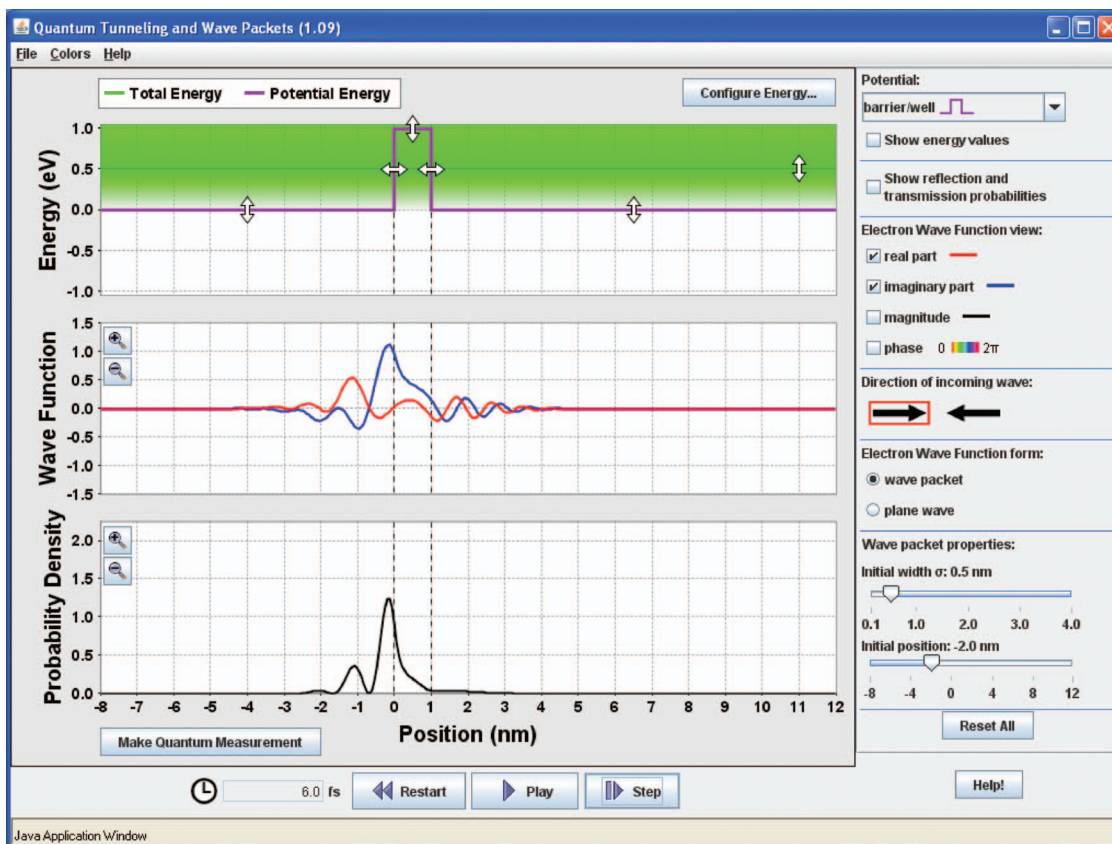 Quantum Tunneling and Wave Packets (1.09)
File Colors Help
Total Energy Potential Energy
Configure Energy...
Energy (eV)
1.0
0.5
0.0
-0.5
-1.0
Wave Function
1.5
1.0
0.5
0.0
-0.5
-1.0
-1.5
Probability Density
2.0
1.5
1.0
0.5
0.0
-8 -7 -6 -5 -4 -3 -2 -1 0 1 2 3 4 5 6 7 8 9 10 11 12
Position (nm)
Make Quantum Measurement
Potential:
barrier/well
Show energy values
Show reflection and
transmission probabilities
Electron Wave Function view:
real part
imaginary part
magnitude
phase 0 2π
Direction of incoming wave:
Electron Wave Function form:
wave packet
plane wave
Wave packet properties:
Initial width σ: 0.5 nm
0.1 1.0 2.0 3.0 4.0
Initial position: -2.0 nm
-8 -4 0 4 8 12
Reset All
6.0 fs Restart Play Step
Help!
Java Application Window